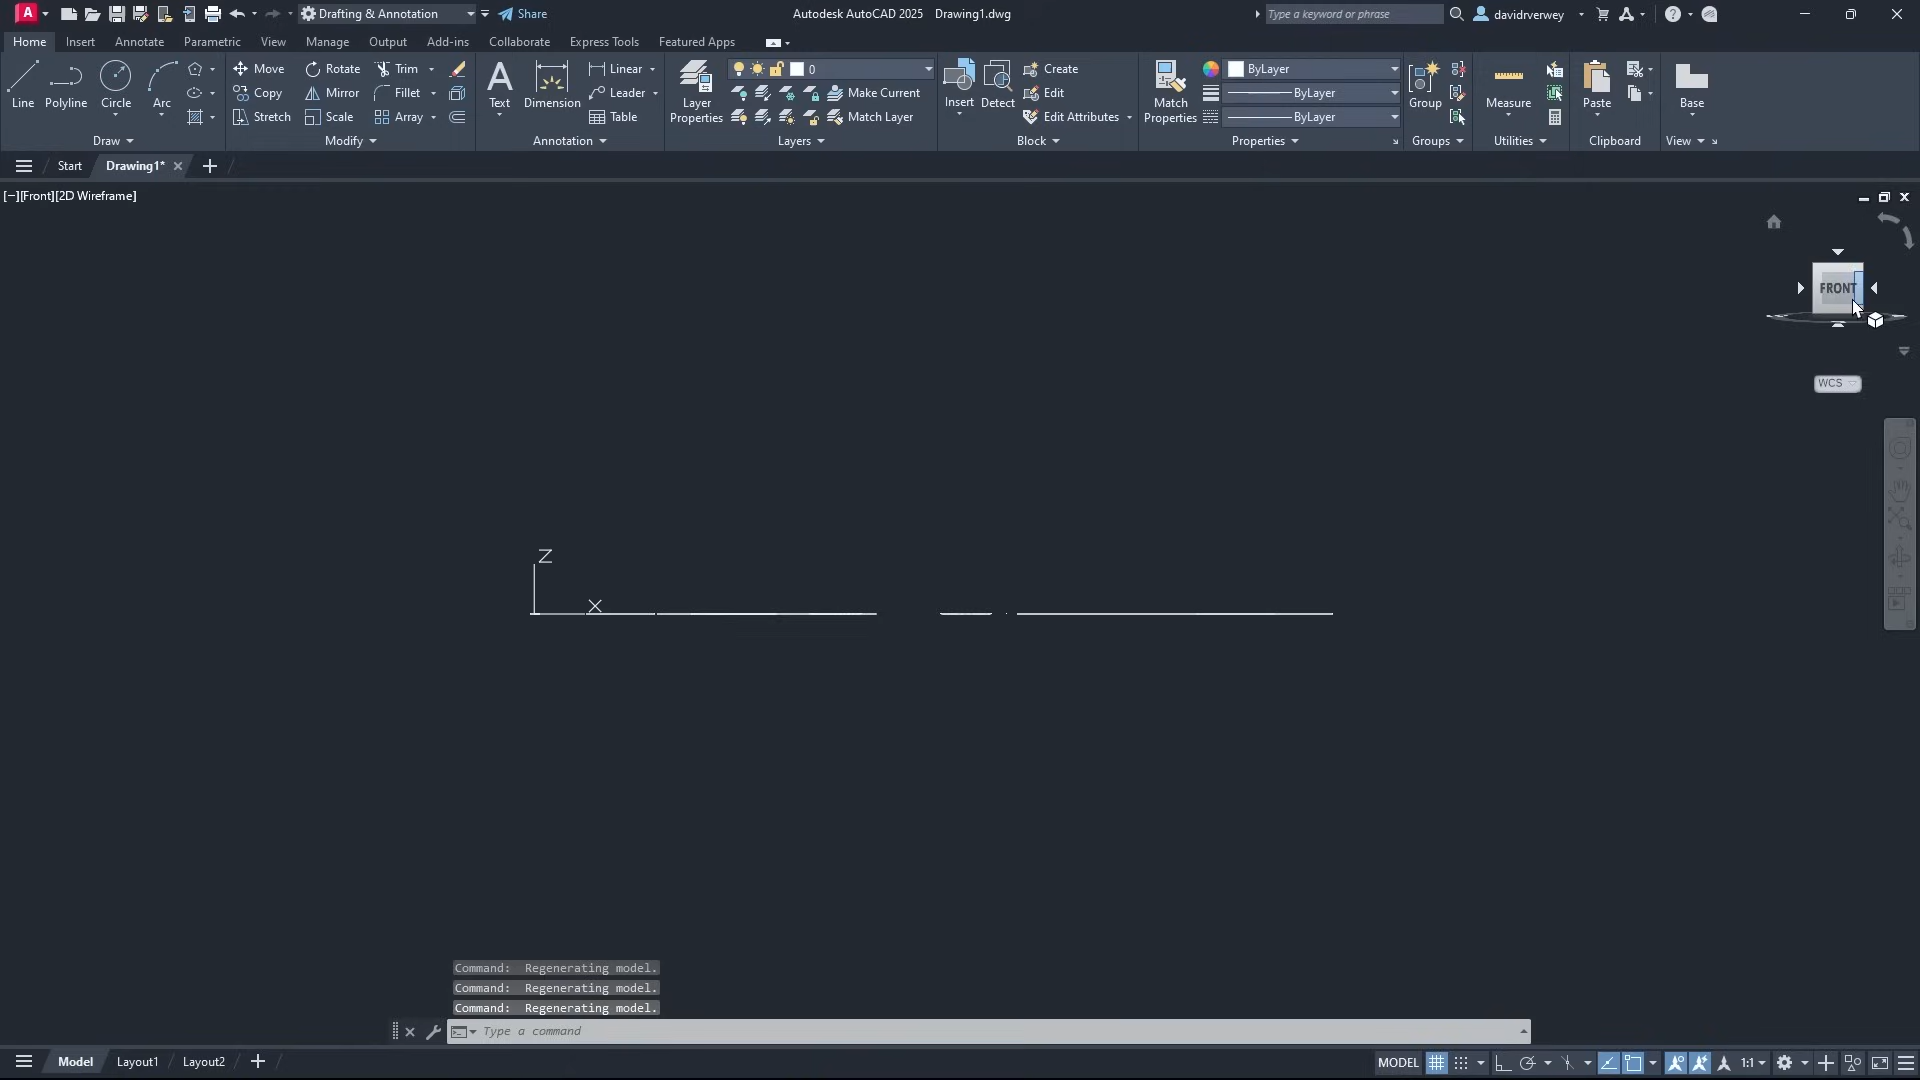 A Drafting & Annotation Share Autodesk AutoCAD 2025 Drawing1.dwg Type a keyword or phrase davidrverwey
Home Insert Annotate Parametric View Manage Output Add-ins Collaborate Express Tools Featured Apps
Move Rotate Trim Linear 0 Create ByLayer
Copy Mirror Fillet Leader Make Current Edit ByLayer
Line Polyline Circle Arc Text Dimension Layer Properties Insert Detect Match Properties Group Measure Paste Base
Stretch Scale Array Table Match Layer Edit Attributes ByLayer
Draw Modify Annotation Layers Block Properties Groups Utilities Clipboard View
Start Drawing1*
[−][Front][2D Wireframe]
FRONT
WCS
Z
X
Command: Regenerating model.
Command: Regenerating model.
Command: Regenerating model.
Type a command
Model Layout1 Layout2 MODEL 1:1